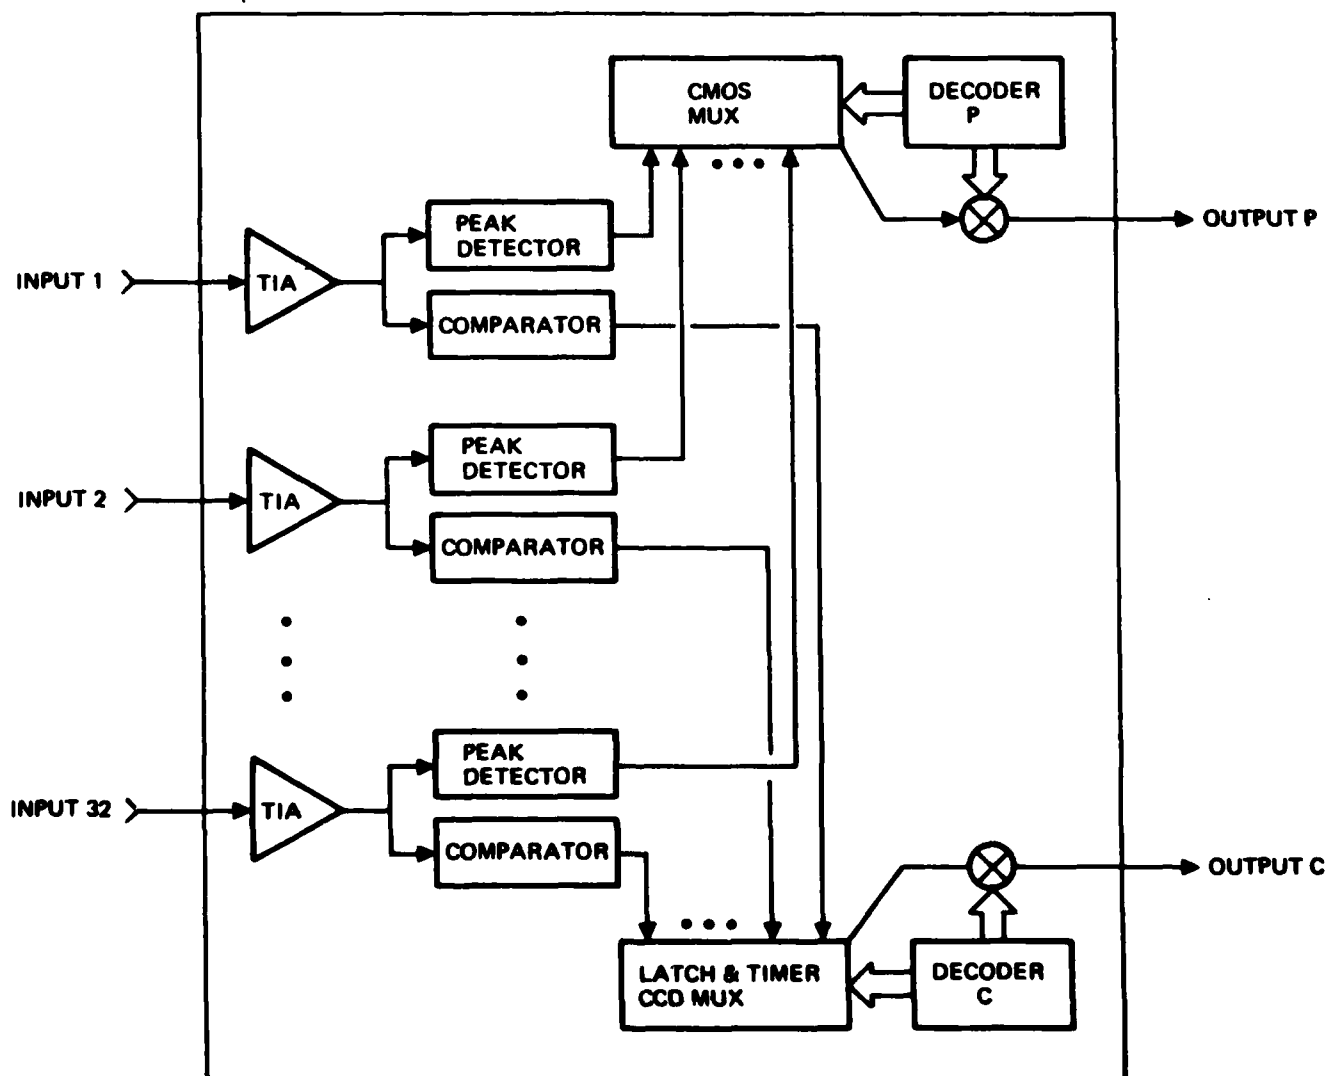 CMOS
MUX
DECODER
P
OUTPUT P
PEAK
DETECTOR
INPUT 1
TIA
COMPARATOR
PEAK
DETECTOR
INPUT 2
TIA
COMPARATOR
PEAK
DETECTOR
INPUT 32
TIA
COMPARATOR
OUTPUT C
LATCH & TIMER
CCD MUX
DECODER
C